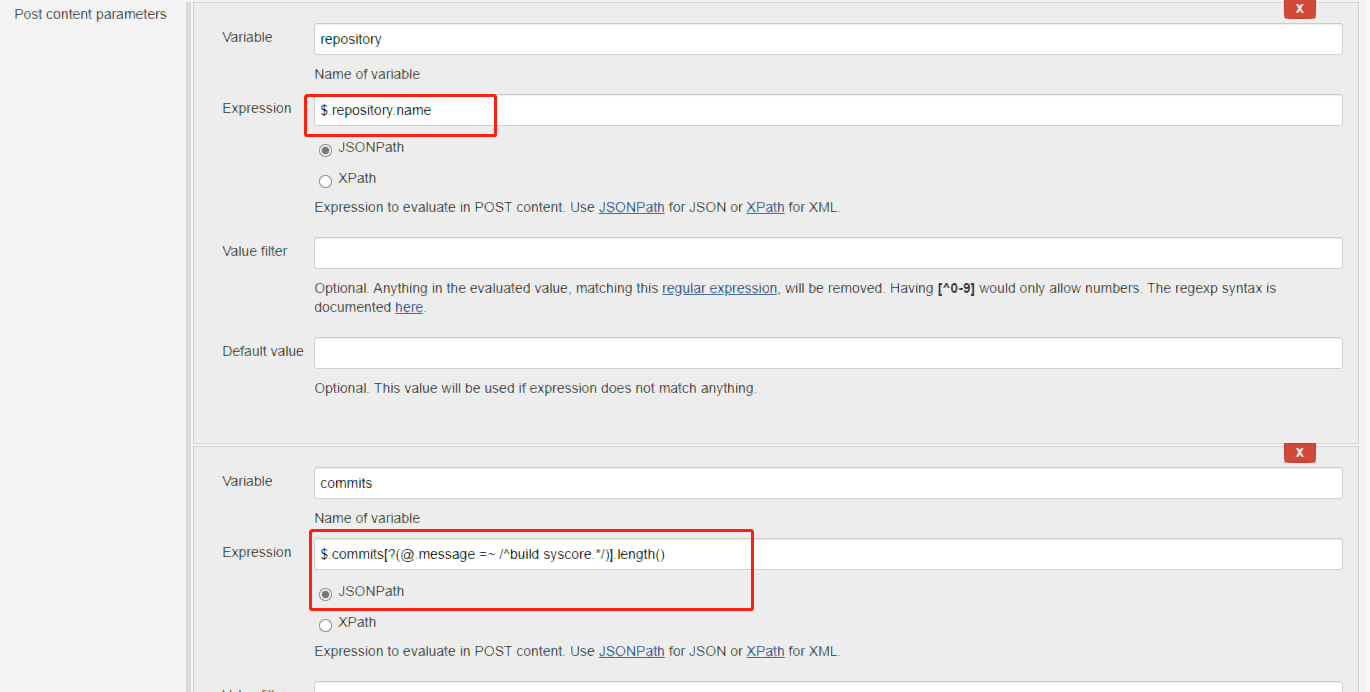 Post content parameters
X
Variable
repository
Name of variable
Expression
$.repository.name
JSONPath
XPath
Expression to evaluate in POST content. Use JSONPath for JSON or XPath for XML.
Value filter
Optional. Anything in the evaluated value, matching this regular expression, will be removed. Having [^0-9] would only allow numbers. The regexp syntax is
documented here.
Default value
Optional. This value will be used if expression does not match anything.
X
Variable
commits
Name of variable
Expression
$.commits[?(@.message =~ /^build syscore.*/)].length()
JSONPath
XPath
Expression to evaluate in POST content. Use JSONPath for JSON or XPath for XML.